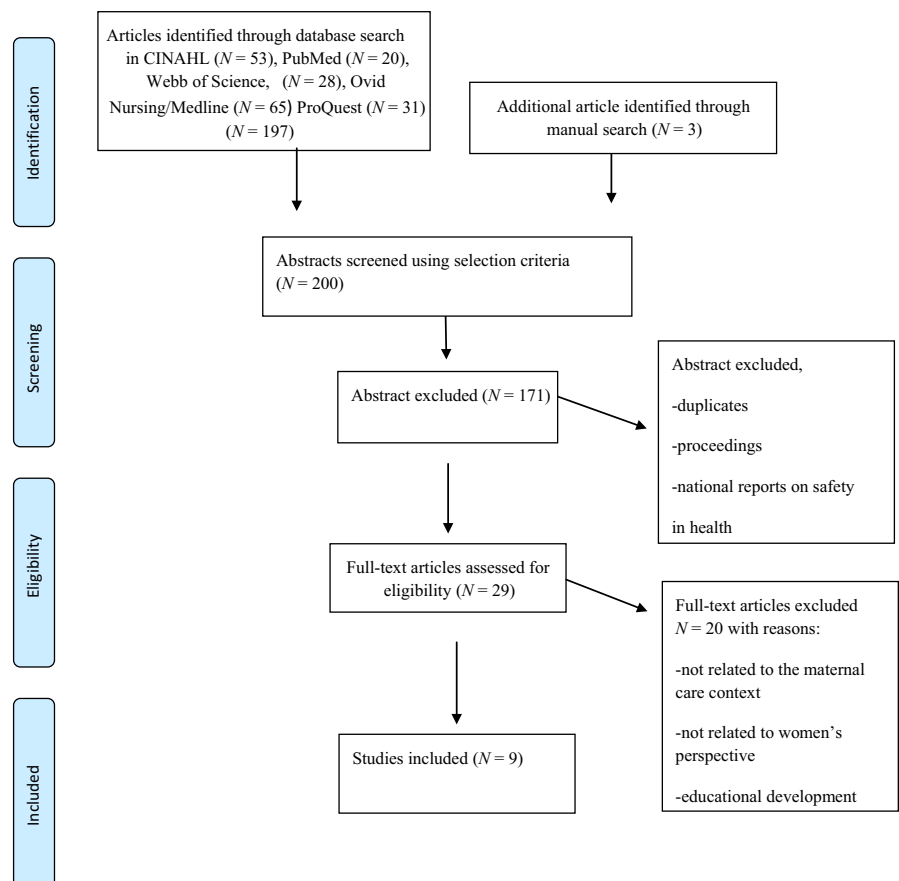 Identification
Articles identified through database search
in CINAHL (N = 53), PubMed (N = 20),
Webb of Science, (N = 28), Ovid
Nursing/Medline (N = 65) ProQuest (N = 31)
(N = 197)
Additional article identified through
manual search (N = 3)
Screening
Abstracts screened using selection criteria
(N = 200)
Abstract excluded (N = 171)
Abstract excluded,
-duplicates
-proceedings
-national reports on safety
in health
Eligibility
Full-text articles assessed for
eligibility (N = 29)
Full-text articles excluded
N = 20 with reasons:
-not related to the maternal
care context
-not related to women’s
perspective
-educational development
Included
Studies included (N = 9)